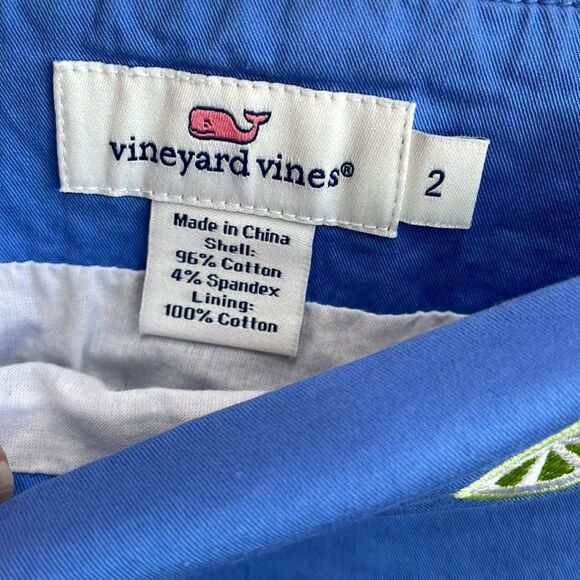 vineyard vines®
2
Made in China
Shell:
96% Cotton
4% Spandex
Lining:
100% Cotton